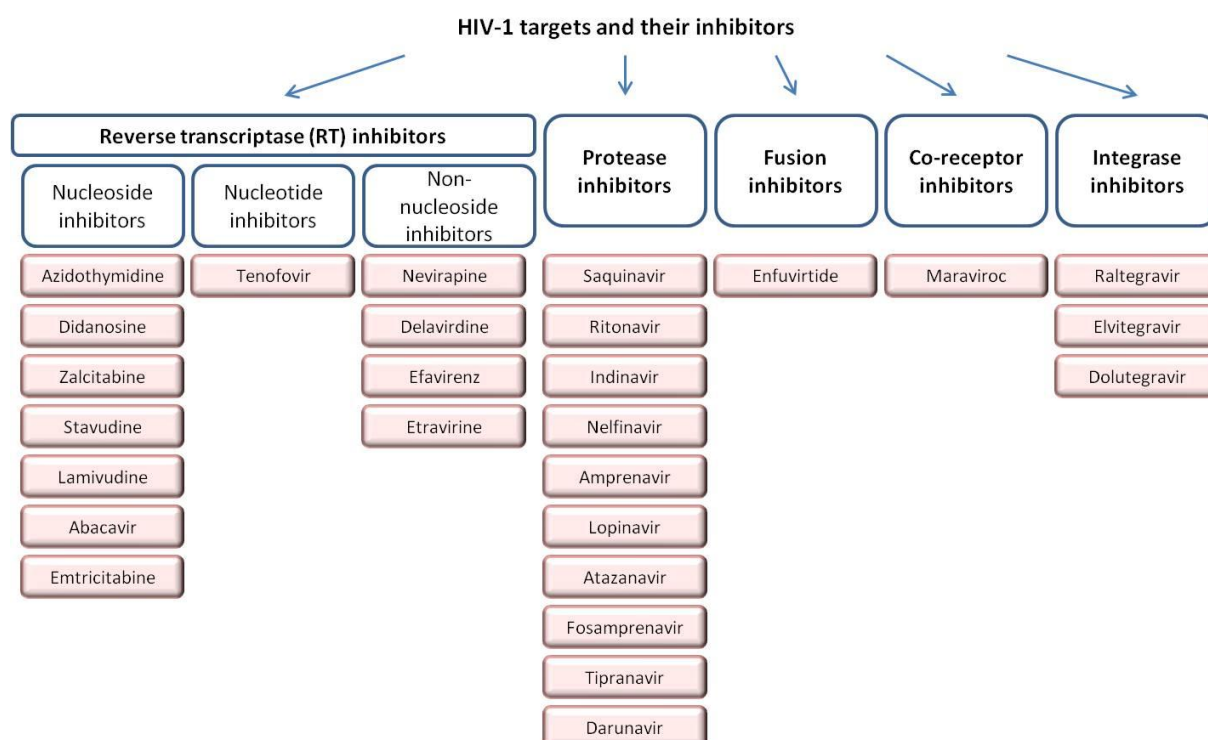 HIV-1 targets and their inhibitors
Reverse transcriptase (RT) inhibitors
Nucleoside
inhibitors
Nucleotide
inhibitors
Non-
nucleoside
inhibitors
Protease
inhibitors
Fusion
inhibitors
Co-receptor
inhibitors
Integrase
inhibitors
Azidothymidine
Didanosine
Zalcitabine
Stavudine
Lamivudine
Abacavir
Emtricitabine
Tenofovir
Nevirapine
Delavirdine
Efavirenz
Etravirine
Saquinavir
Ritonavir
Indinavir
Nelfinavir
Amprenavir
Lopinavir
Atazanavir
Fosamprenavir
Tipranavir
Darunavir
Enfuvirtide
Maraviroc
Raltegravir
Elvitegravir
Dolutegravir